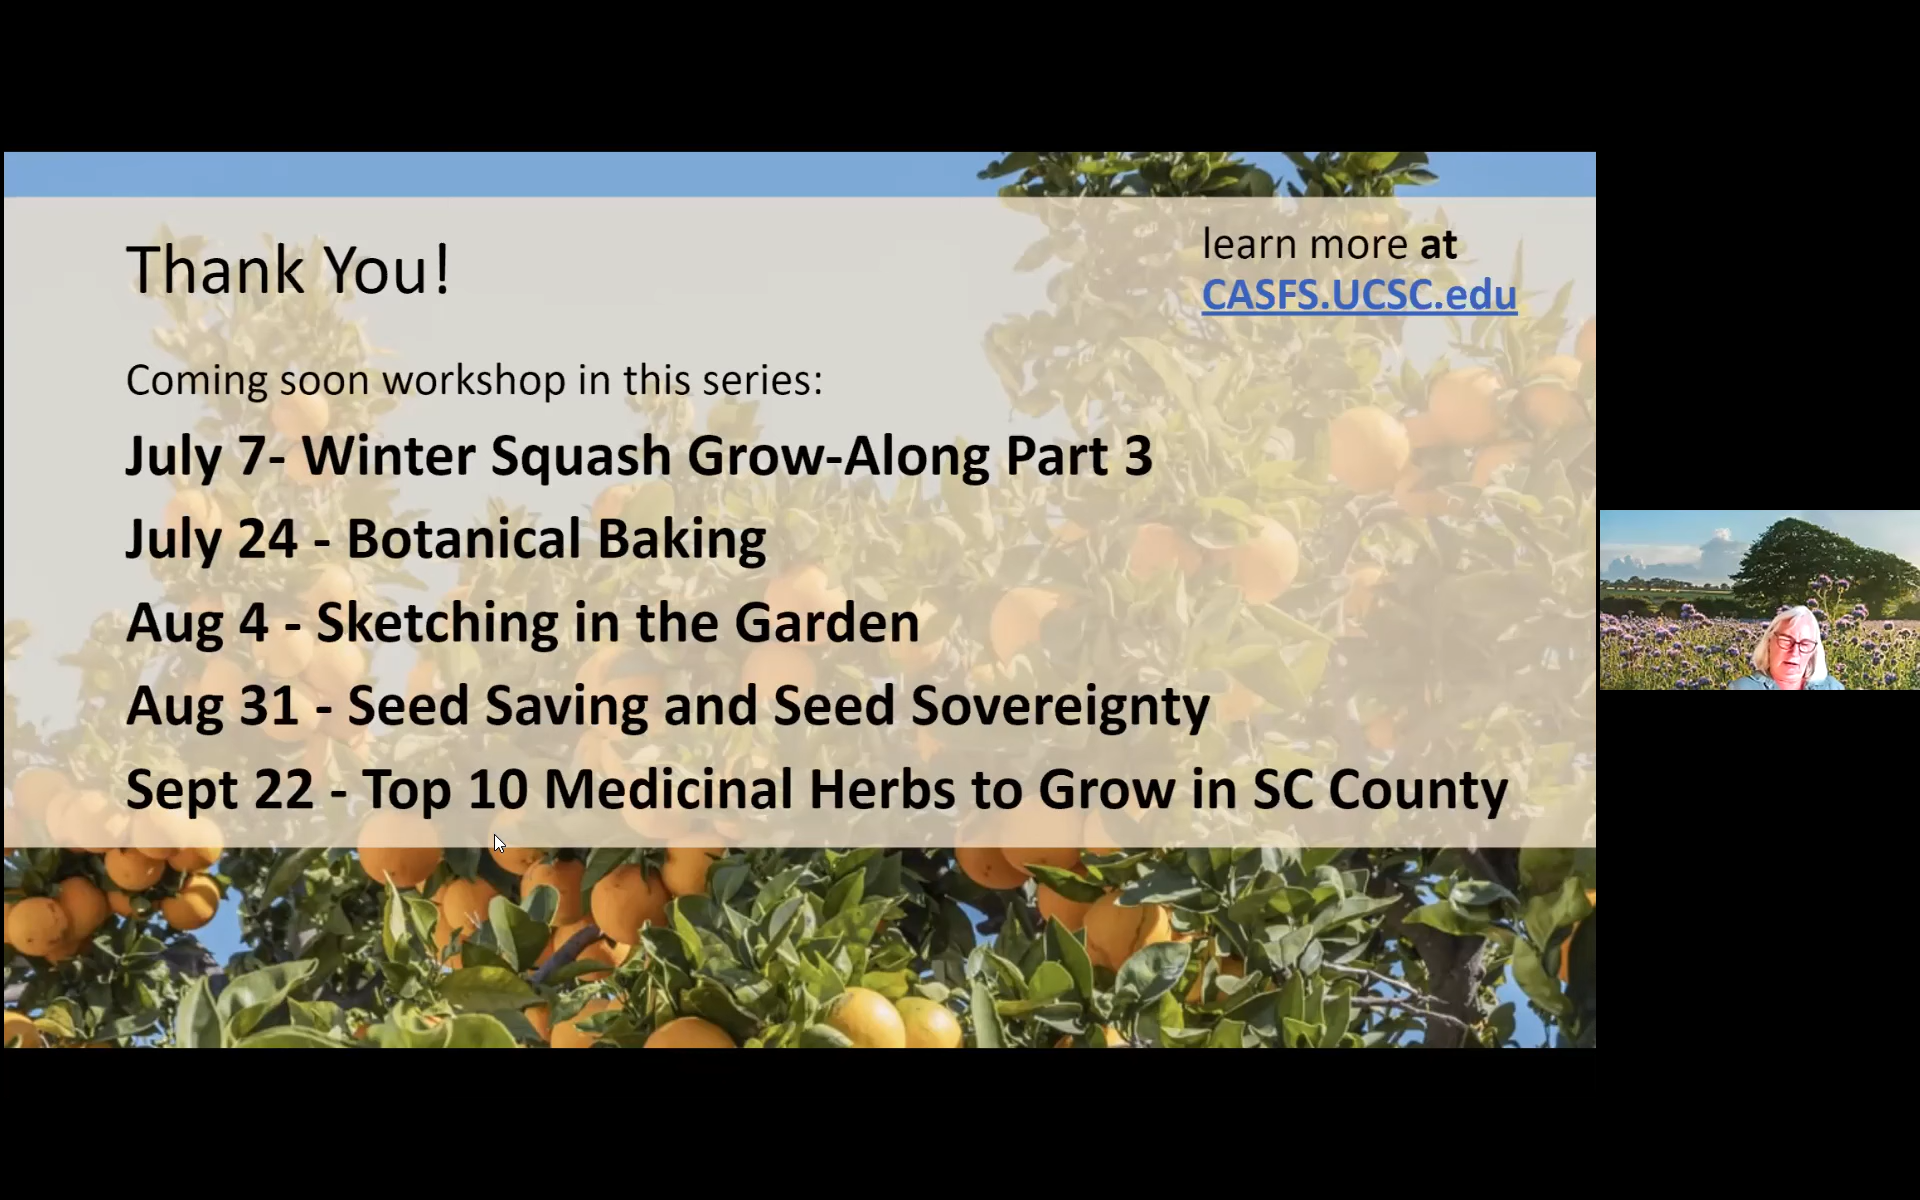 Thank You!
learn more at
CASFS.UCSC.edu
Coming soon workshop in this series:
July 7- Winter Squash Grow-Along Part 3
July 24 - Botanical Baking
Aug 4 - Sketching in the Garden
Aug 31 - Seed Saving and Seed Sovereignty
Sept 22 - Top 10 Medicinal Herbs to Grow in SC County